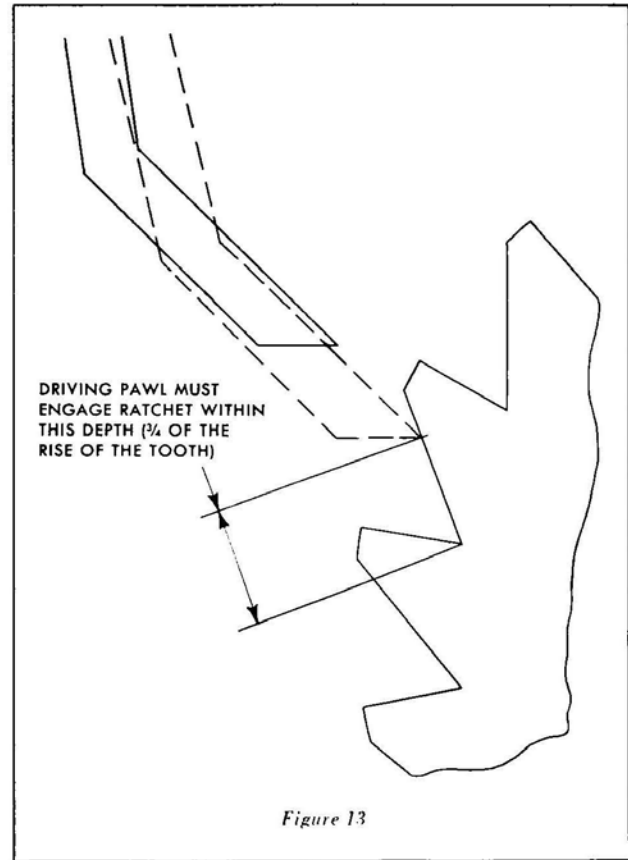 DRIVING PAWL MUST
ENGAGE RATCHET WITHIN
THIS DEPTH (¾ OF THE
RISE OF THE TOOTH)
Figure 13